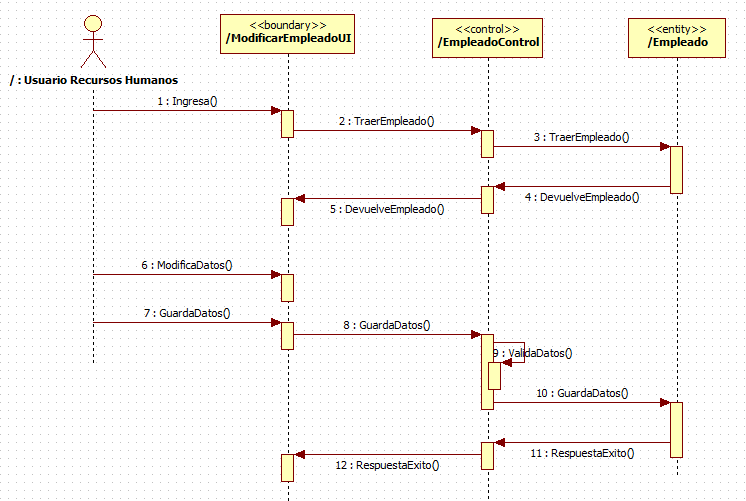 <<boundary>>
/ModificarEmpleadoUI
<<control>>
/EmpleadoControl
<<entity>>
/Empleado
/ : Usuario Recursos Humanos
1 : Ingresa()
2 : TraerEmpleado()
3 : TraerEmpleado()
4 : DevuelveEmpleado()
5 : DevuelveEmpleado()
6 : ModificaDatos()
7 : GuardaDatos()
8 : GuardaDatos()
9 : ValidaDatos()
10 : GuardaDatos()
11 : RespuestaExito()
12 : RespuestaExito()